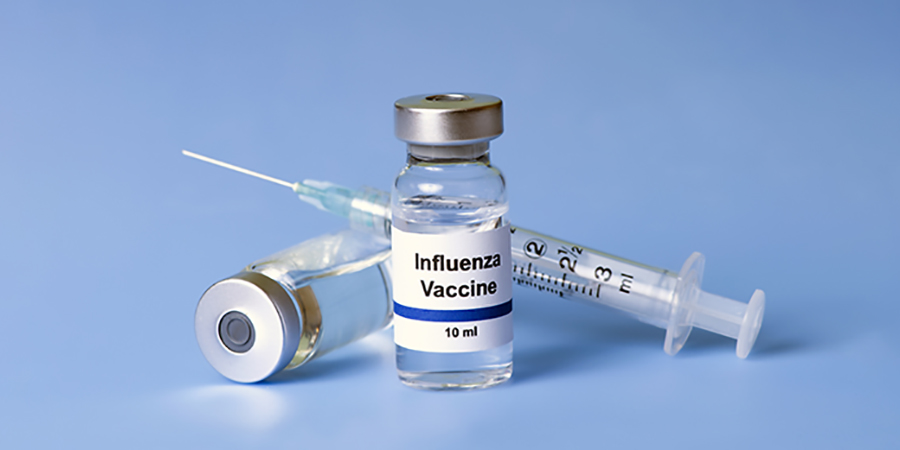 Influenza
Vaccine
10 ml
2
2½
3
ml